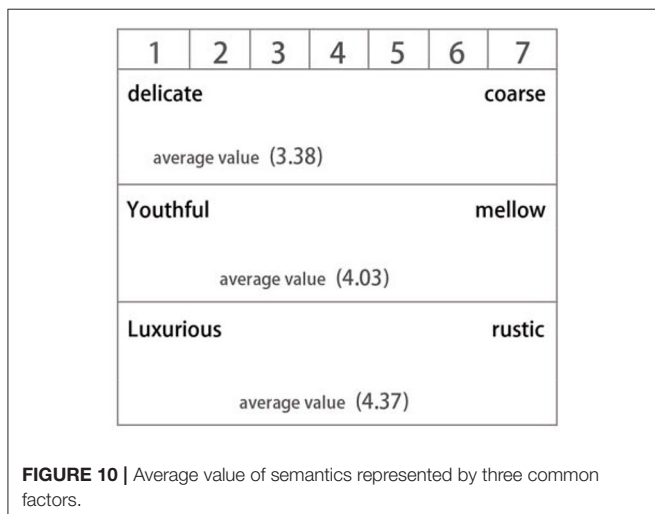 1 2 3 4 5 6 7
delicate coarse
average value (3.38)
Youthful mellow
average value (4.03)
Luxurious rustic
average value (4.37)
FIGURE 10 | Average value of semantics represented by three common
factors.